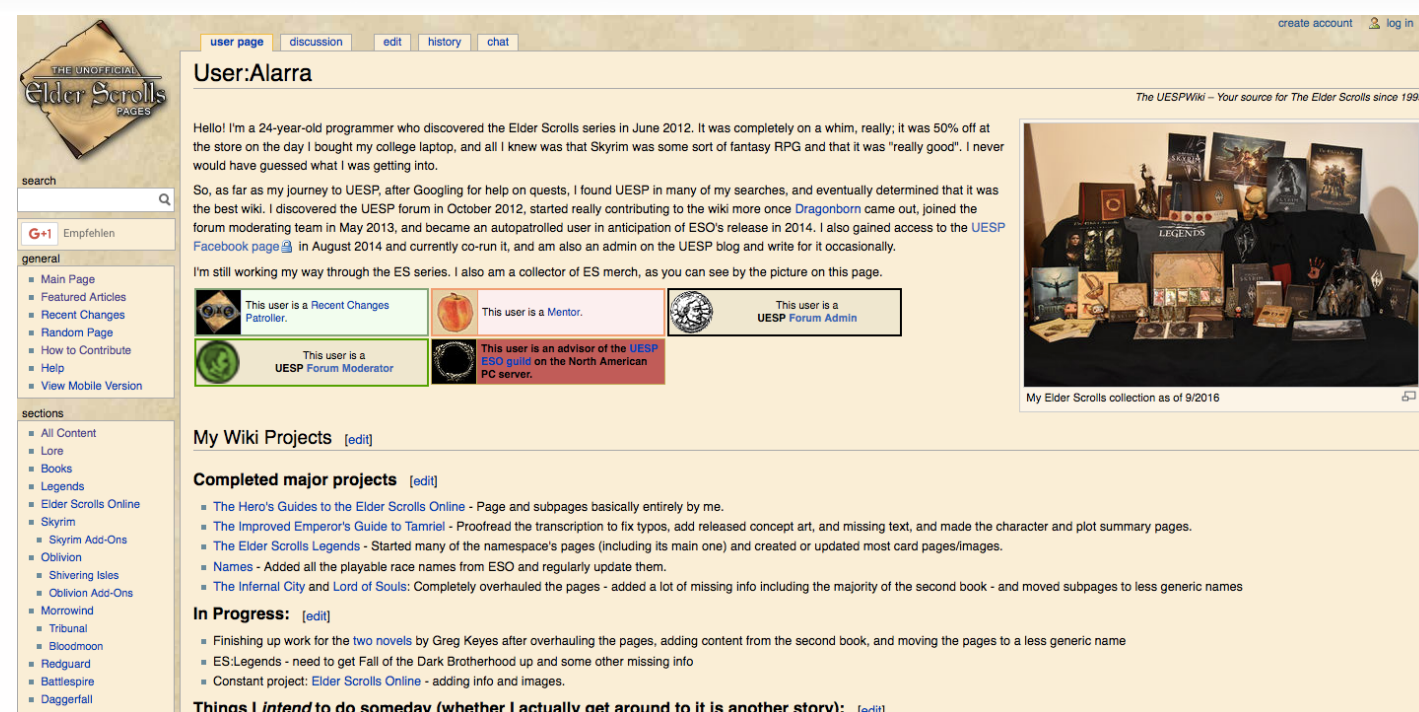 create account log in
user page discussion edit history chat
THE UNOFFICIAL
Elder Scrolls
PAGES
User:Alarra
The UESPWiki – Your source for The Elder Scrolls since 199
Hello! I'm a 24-year-old programmer who discovered the Elder Scrolls series in June 2012. It was completely on a whim, really; it was 50% off at
the store on the day I bought my college laptop, and all I knew was that Skyrim was some sort of fantasy RPG and that it was "really good". I never
would have guessed what I was getting into.
So, as far as my journey to UESP, after Googling for help on quests, I found UESP in many of my searches, and eventually determined that it was
the best wiki. I discovered the UESP forum in October 2012, started really contributing to the wiki more once Dragonborn came out, joined the
forum moderating team in May 2013, and became an autopatrolled user in anticipation of ESO's release in 2014. I also gained access to the UESP
Facebook page in August 2014 and currently co-run it, and am also an admin on the UESP blog and write for it occasionally.
I'm still working my way through the ES series. I also am a collector of ES merch, as you can see by the picture on this page.
This user is a Recent Changes
Patroller.
This user is a Mentor.
This user is a
UESP Forum Admin
This user is a
UESP Forum Moderator
This user is an advisor of the UESP
ESO guild on the North American
PC server.
SKYRIM
LEGENDS
SKYRIM
My Elder Scrolls collection as of 9/2016
search
G+1 Empfehlen
general
Main Page
Featured Articles
Recent Changes
Random Page
How to Contribute
Help
View Mobile Version
sections
All Content
Lore
Books
Legends
Elder Scrolls Online
Skyrim
Skyrim Add-Ons
Oblivion
Shivering Isles
Oblivion Add-Ons
Morrowind
Tribunal
Bloodmoon
Redguard
Battlespire
Daggerfall
My Wiki Projects [edit]
Completed major projects [edit]
The Hero's Guides to the Elder Scrolls Online - Page and subpages basically entirely by me.
The Improved Emperor's Guide to Tamriel - Proofread the transcription to fix typos, add released concept art, and missing text, and made the character and plot summary pages.
The Elder Scrolls Legends - Started many of the namespace's pages (including its main one) and created or updated most card pages/images.
Names - Added all the playable race names from ESO and regularly update them.
The Infernal City and Lord of Souls: Completely overhauled the pages - added a lot of missing info including the majority of the second book - and moved subpages to less generic names
In Progress: [edit]
Finishing up work for the two novels by Greg Keyes after overhauling the pages, adding content from the second book, and moving the pages to a less generic name
ES:Legends - need to get Fall of the Dark Brotherhood up and some other missing info
Constant project: Elder Scrolls Online - adding info and images.
Things I intend to do someday (whether I actually get around to it is another story): [edit]